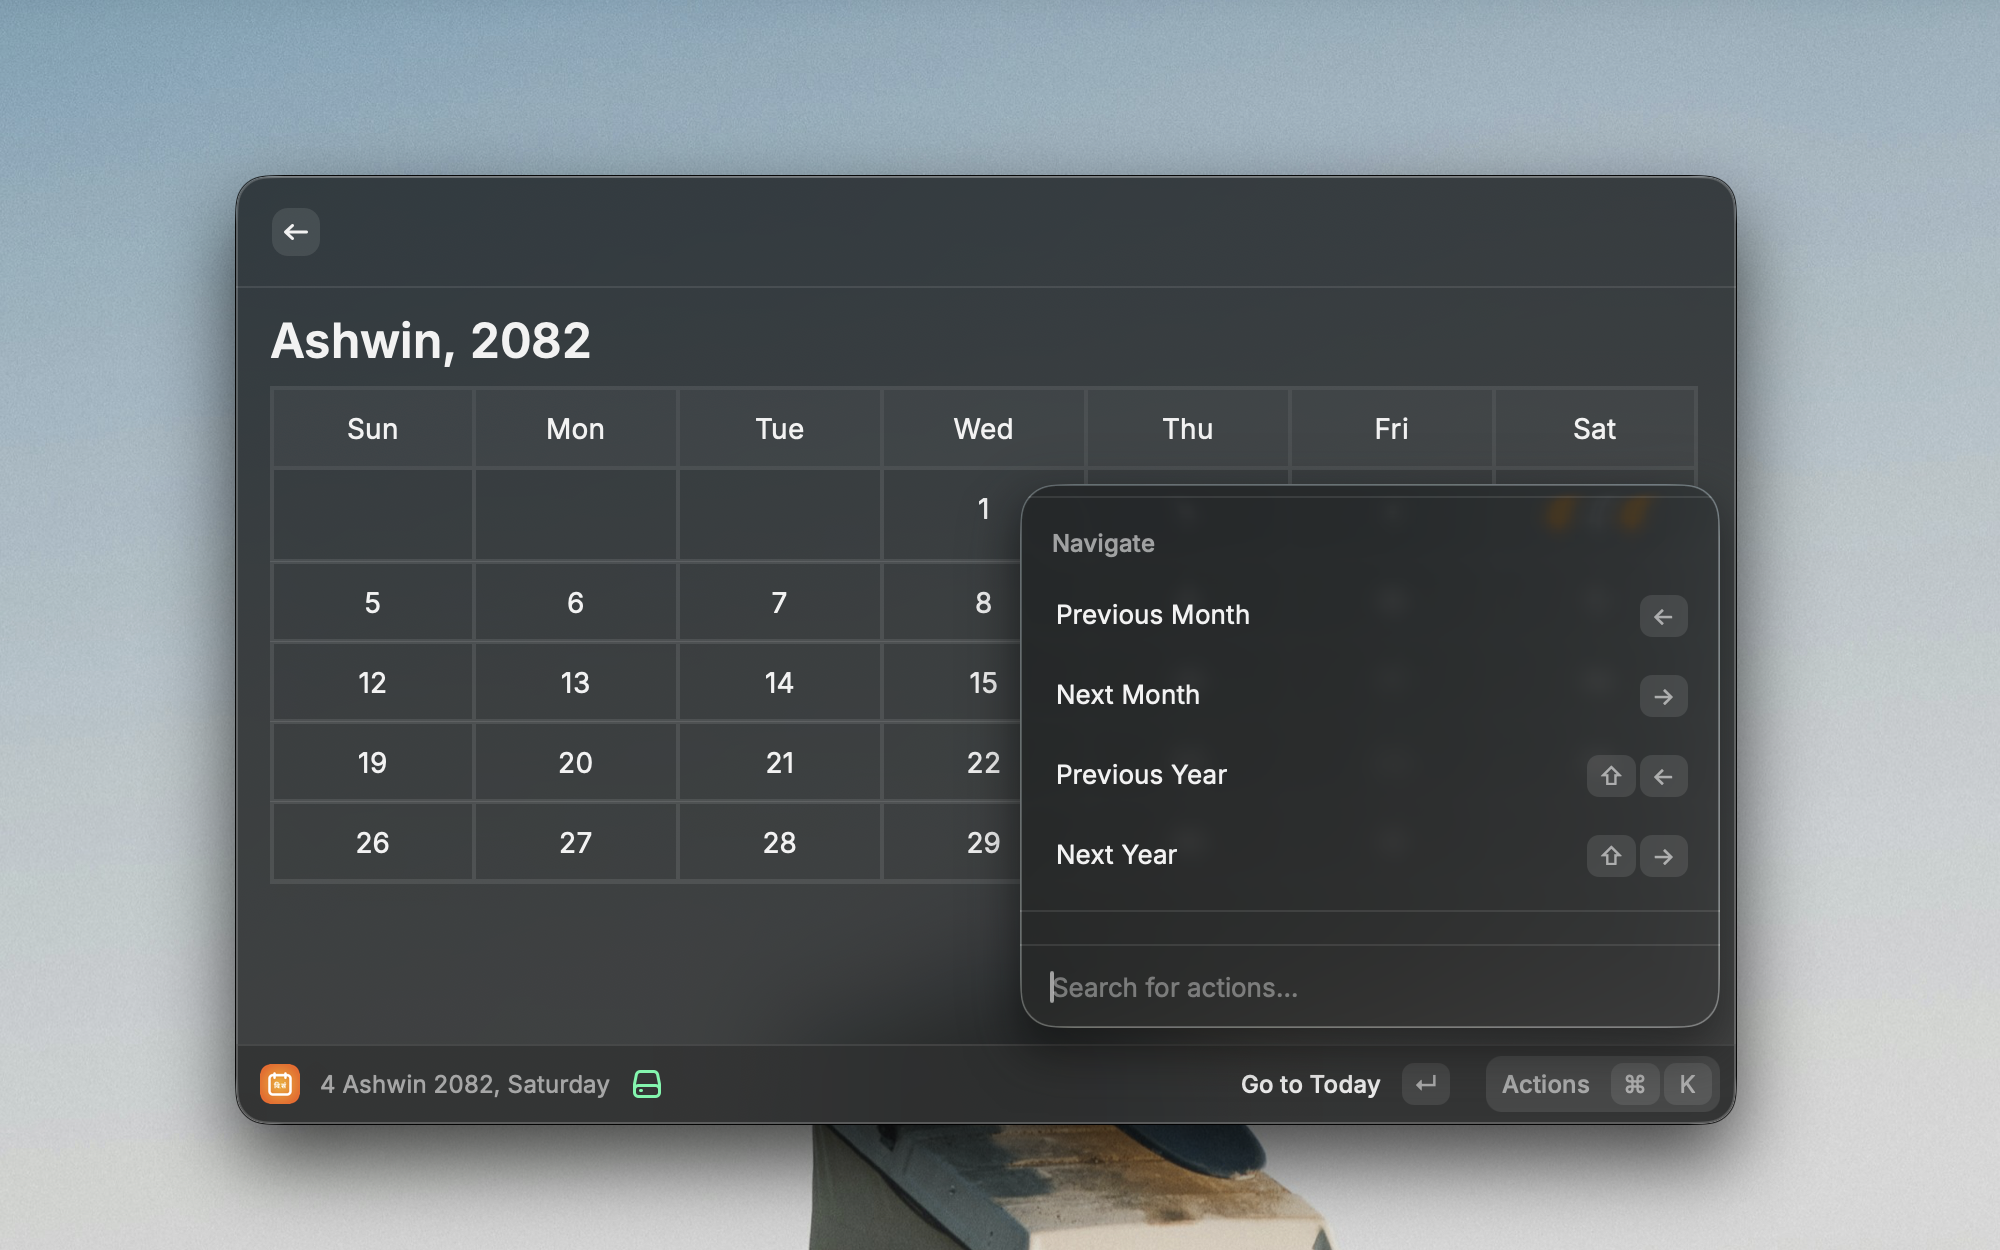 Ashwin, 2082
Sun Mon Tue Wed Thu Fri Sat
1
5 6 7 8
12 13 14 15
19 20 21 22
26 27 28 29
Navigate
Previous Month
Next Month
Previous Year
Next Year
Search for actions...
4 Ashwin 2082, Saturday
Go to Today
Actions ⌘ K